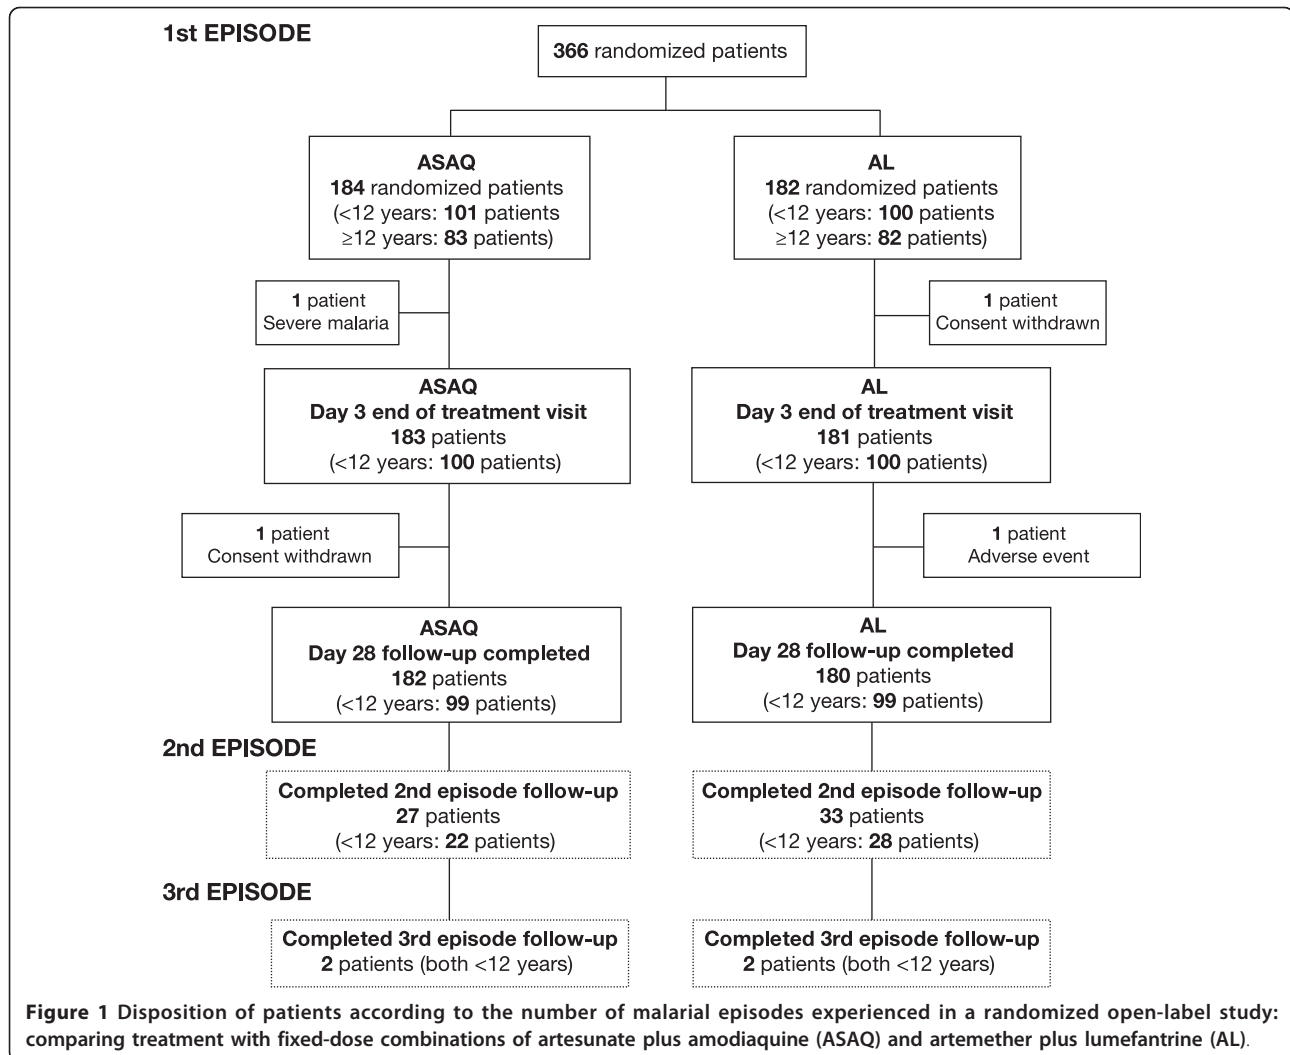 1st EPISODE
366 randomized patients
ASAQ
184 randomized patients
(<12 years: 101 patients
≥12 years: 83 patients)
AL
182 randomized patients
(<12 years: 100 patients
≥12 years: 82 patients)
1 patient
Severe malaria
1 patient
Consent withdrawn
ASAQ
Day 3 end of treatment visit
183 patients
(<12 years: 100 patients)
AL
Day 3 end of treatment visit
181 patients
(<12 years: 100 patients)
1 patient
Consent withdrawn
1 patient
Adverse event
ASAQ
Day 28 follow-up completed
182 patients
(<12 years: 99 patients)
AL
Day 28 follow-up completed
180 patients
(<12 years: 99 patients)
2nd EPISODE
Completed 2nd episode follow-up
27 patients
(<12 years: 22 patients)
Completed 2nd episode follow-up
33 patients
(<12 years: 28 patients)
3rd EPISODE
Completed 3rd episode follow-up
2 patients (both <12 years)
Completed 3rd episode follow-up
2 patients (both <12 years)
Figure 1 Disposition of patients according to the number of malarial episodes experienced in a randomized open-label study:
comparing treatment with fixed-dose combinations of artesunate plus amodiaquine (ASAQ) and artemether plus lumefantrine (AL).